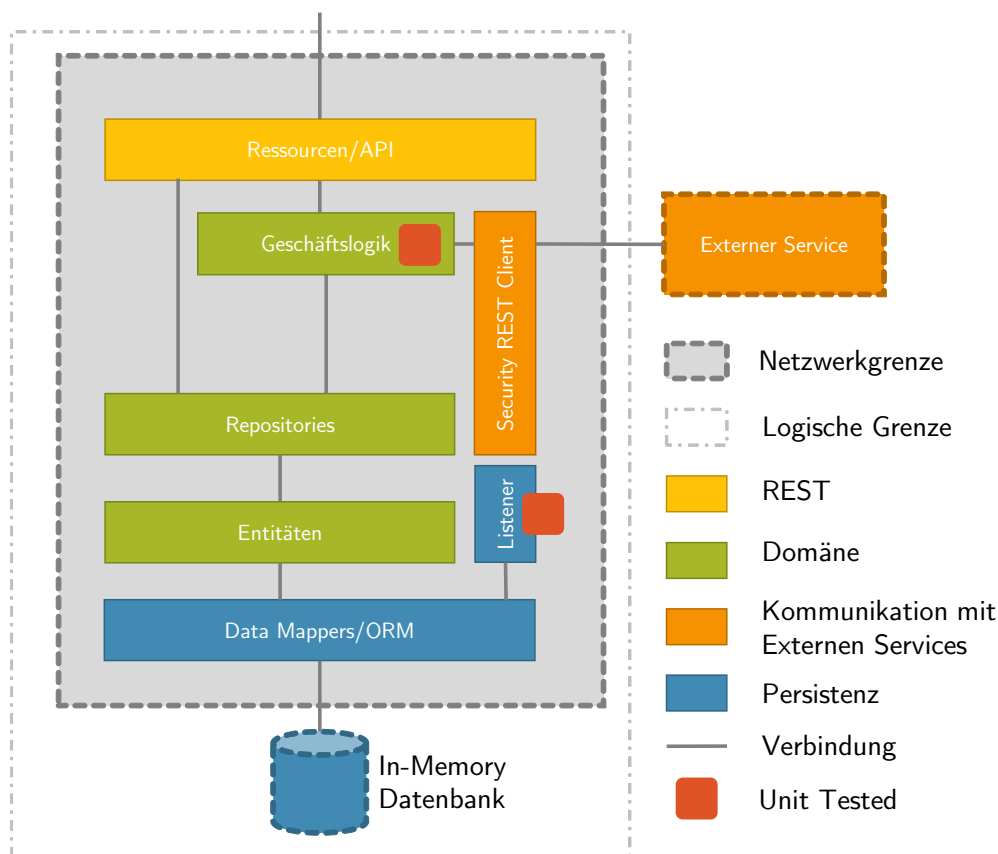 Ressourcen/API
Geschäftslogik
Security REST Client
Externer Service
Repositories
Listener
Entitäten
Data Mappers/ORM
In-Memory
Datenbank
Netzwerkgrenze
Logische Grenze
REST
Domäne
Kommunikation mit
Externen Services
Persistenz
Verbindung
Unit Tested